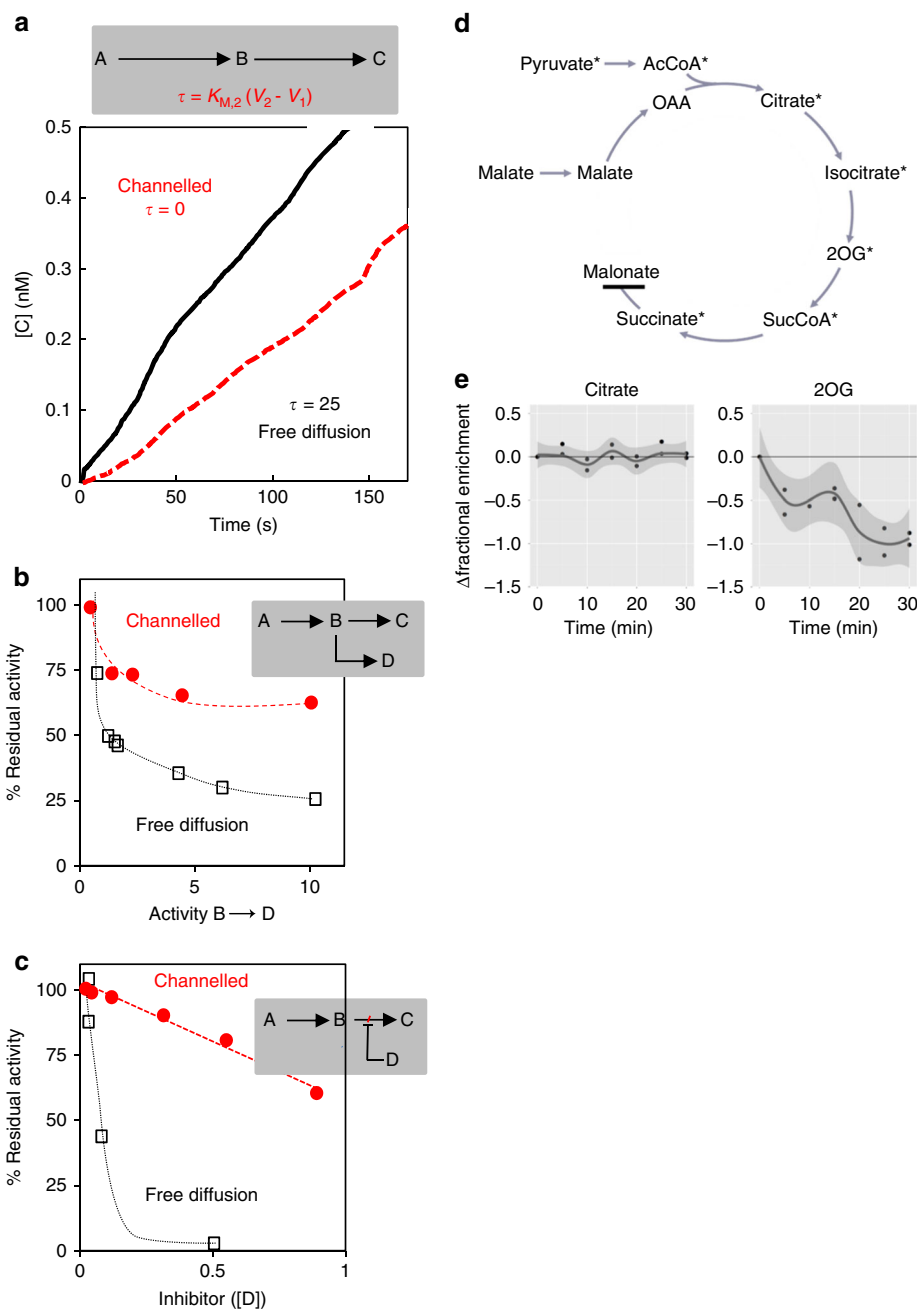 a
A B C
τ = K_M,2 (V_2 - V_1)
0.5
0.4
0.3
0.2
0.1
0
[C] (nM)
Channelled
τ = 0
τ = 25
Free diffusion
50 100 150
Time (s)
b
100
75
50
25
0
% Residual activity
Channelled
A B C
D
Free diffusion
0 5 10
Activity B → D
c
100
75
50
25
0
% Residual activity
Channelled
A B C
D
Free diffusion
0 0.5 1
Inhibitor ([D])
d
Pyruvate* AcCoA*
OAA Citrate*
Malate Malate Isocitrate*
2OG*
Malonate
Succinate* SucCoA*
e
Citrate 2OG
Δfractional enrichment
0.5
0.0
−0.5
−1.0
−1.5
0 10 20 30
Time (min)
0.5
0.0
−0.5
−1.0
−1.5
0 10 20 30
Time (min)